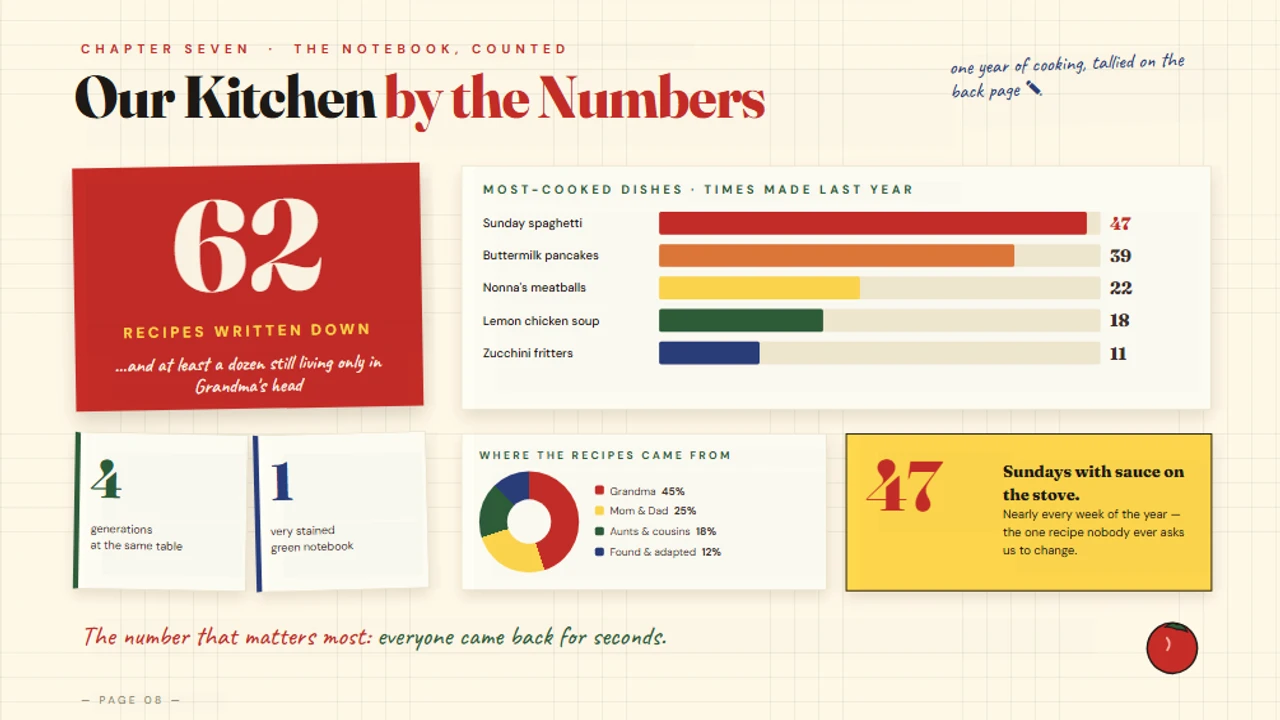 CHAPTER SEVEN · THE NOTEBOOK, COUNTED
Our Kitchen by the Numbers
one year of cooking, tallied on the
back page
62
RECIPES WRITTEN DOWN
...and at least a dozen still living only in
Grandma's head
MOST-COOKED DISHES · TIMES MADE LAST YEAR
Sunday spaghetti 47
Buttermilk pancakes 39
Nonna's meatballs 22
Lemon chicken soup 18
Zucchini fritters 11
4
generations
at the same table
1
very stained
green notebook
WHERE THE RECIPES CAME FROM
Grandma 45%
Mom & Dad 25%
Aunts & cousins 18%
Found & adapted 12%
47
Sundays with sauce on
the stove.
Nearly every week of the year —
the one recipe nobody ever asks
us to change.
The number that matters most: everyone came back for seconds.
— PAGE 08 —